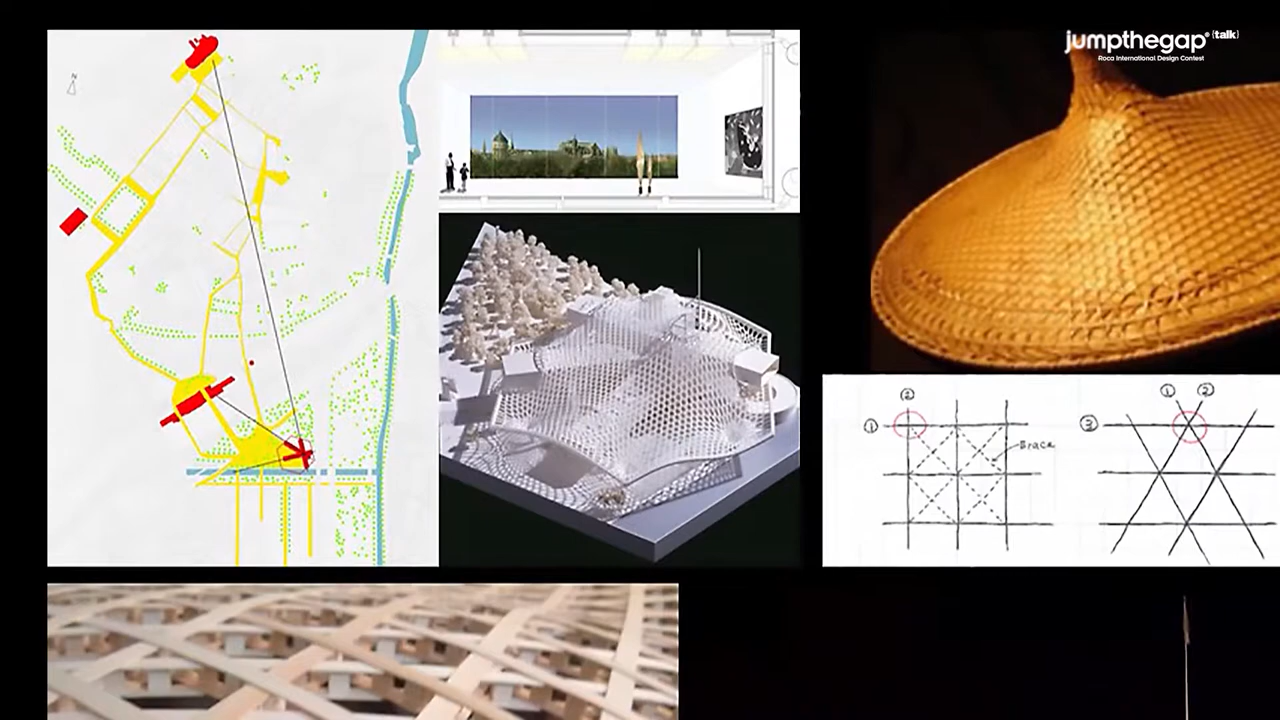 jumpthegap® {talk}
Roca International Design Contest
N
② 
① 
Brace
① ②
③